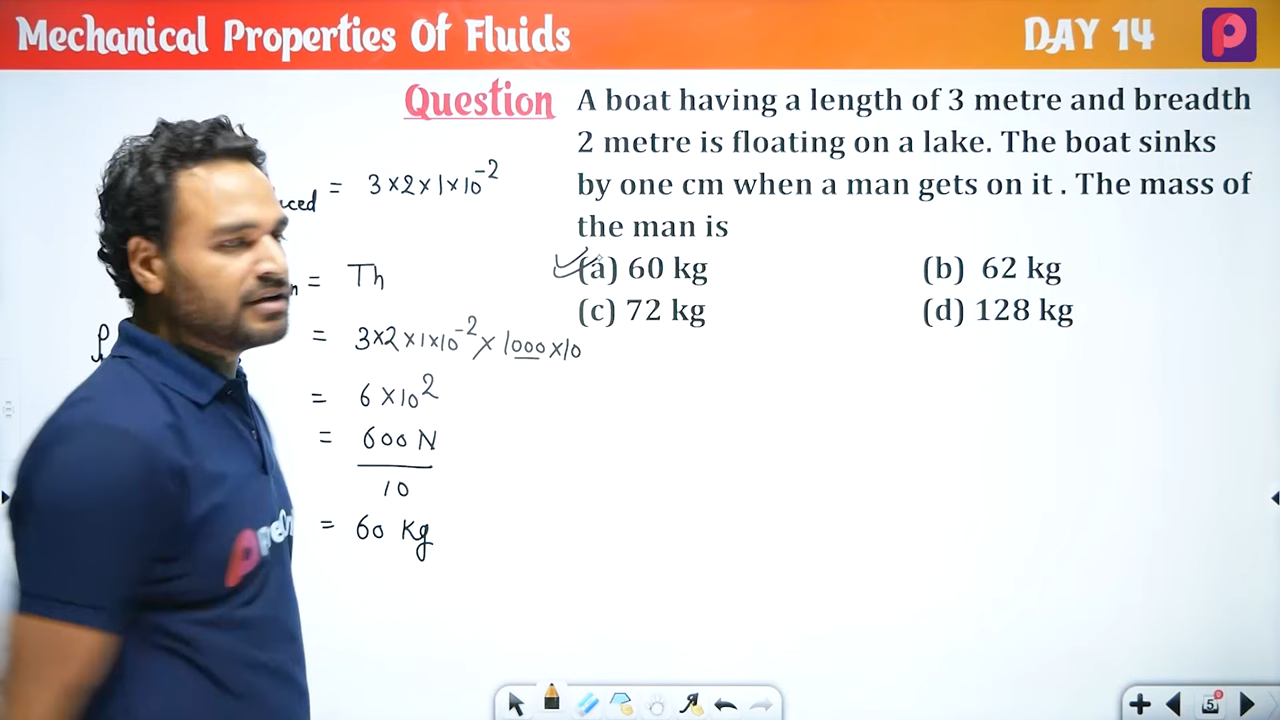 Mechanical Properties Of Fluids
DAY 14
Question
A boat having a length of 3 metre and breadth
2 metre is floating on a lake. The boat sinks
by one cm when a man gets on it . The mass of
the man is
(a) 60 kg
(b) 62 kg
(c) 72 kg
(d) 128 kg
= 3×2×1×10⁻²
= Th
= 3×2×1×10⁻² × 1000×10
= 6×10²
= 600 N
10
= 60 Kg
5